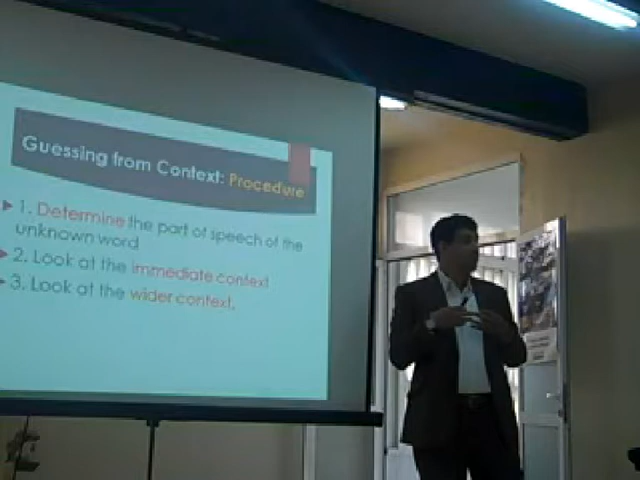 Guessing from Context: Procedure
1. Determine the part of speech of the
unknown word
2. Look at the immediate context
3. Look at the wider context.